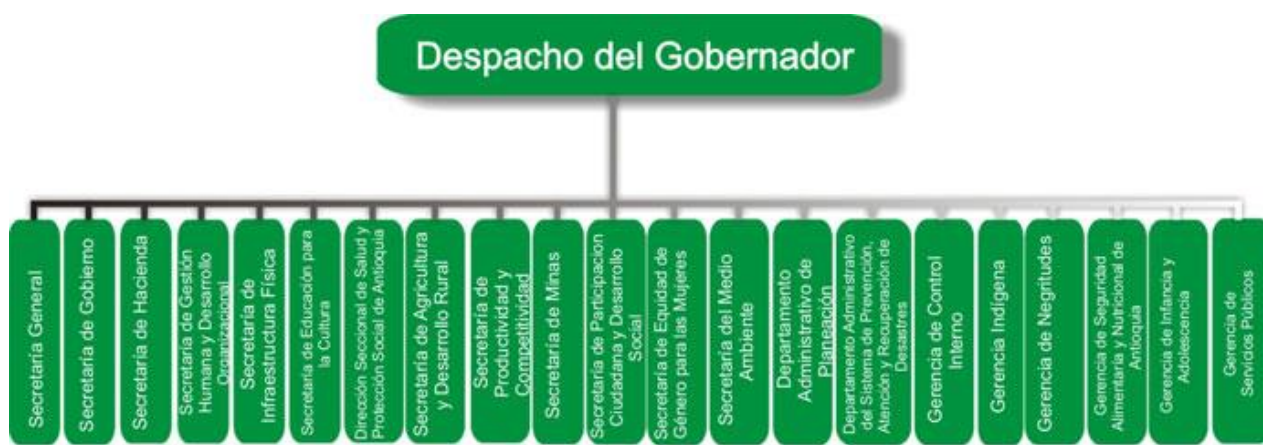 Despacho del Gobernador
Secretaría General
Secretaría de Gobierno
Secretaría de Hacienda
Secretaría de Gestión
Humana y Desarrollo
Organizacional
Secretaría de
Infraestructura Física
Secretaría de Educación para
la Cultura
Dirección Seccional de Salud y
Protección Social de Antioquia
Secretaría de Agricultura
y Desarrollo Rural
Secretaría de
Productividad y
Competitividad
Secretaría de Minas
Secretaría de Participacion
Ciudadana y Desarrollo
Social
Secretaría de Equidad de
Género para las Mujeres
Secretaría del Medio
Ambiente
Departamento
Administrativo de
Planeación
Departamento Administrativo
del Sistema de Prevención,
Atención y Recuperación de
Desastres
Gerencia de Control
Interno
Gerencia Indígena
Gerencia de Negritudes
Gerencia de Seguridad
Alimentaria y Nutricional de
Antioquia
Gerencia de Infancia y
Adolescencia
Gerencia de
Servicios Públicos